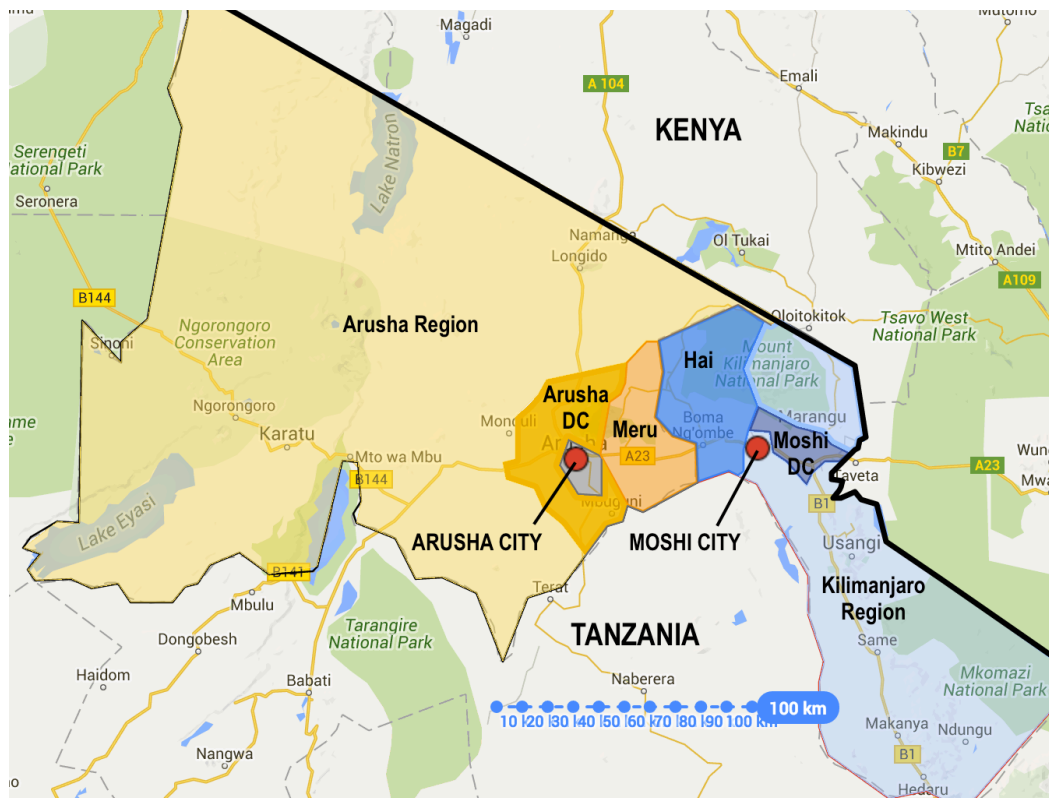 Magadi
Mutomo
A 104
Emali
KENYA
Makindu
B7
Kibwezi
Serengeti
National Park
Seronera
Lake Natron
Namanga
Longido
Ol Tukai
Mtito Andei
A109
B144
Sinoni
Ngorongoro
Conservation
Area
Arusha Region
Oloitokitok
Tsavo West
National Park
Hai
Mount
Kilimanjaro
National Park
Ngorongoro
Karatu
Monduli
Arusha
DC
Arusha
Meru
A23
Boma
Ng'ombe
Marangu
Moshi
DC
Taveta
A23
Mto wa Mbu
B144
Lake Eyasi
Mbuguni
B1
ARUSHA CITY
MOSHI CITY
Usangi
B141
Mbulu
Terat
Kilimanjaro
Region
Tarangire
National Park
TANZANIA
Dongobesh
Same
Haidom
Babati
Naberera
Mkomazi
National Park
10 20 30 40 50 60 70 80 90 100 km
100 km
Makanya
Ndungu
Nangwa
B1
Hedaru